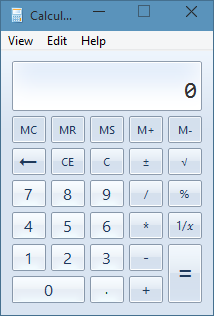 Calcul...
View Edit Help
0
MC MR MS M+ M-
← CE C ± √
7 8 9 / %
4 5 6 * 1/x
1 2 3 - =
0 . +